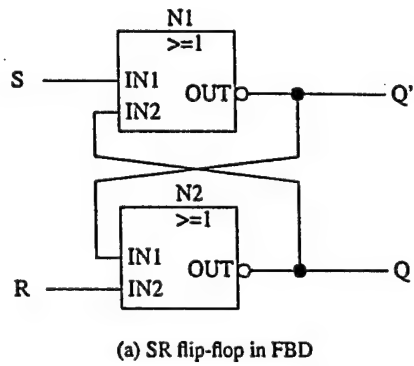 N1
>=1
S
IN1
IN2
OUT
Q'
N2
>=1
IN1
IN2
OUT
R
Q
(a) SR flip-flop in FBD